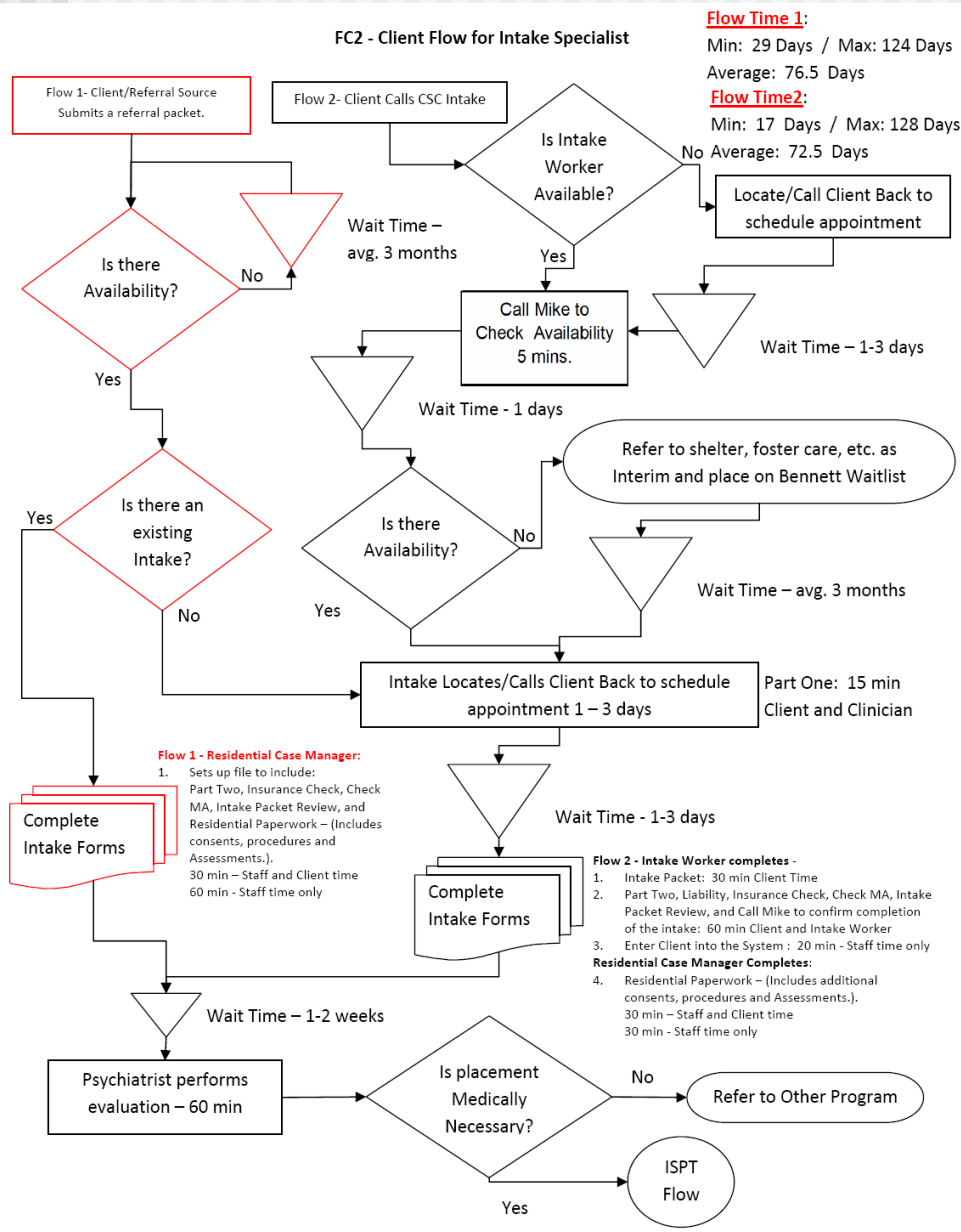 FC2 - Client Flow for Intake Specialist
Flow Time 1:
Min: 29 Days / Max: 124 Days
Average: 76.5 Days
Flow Time2:
Min: 17 Days / Max: 128 Days
Average: 72.5 Days
Flow 1- Client/Referral Source
Submits a referral packet.
Flow 2- Client Calls CSC Intake
Is Intake
Worker
Available?
No
Locate/Call Client Back to
schedule appointment
Wait Time –
avg. 3 months
Is there
Availability?
No
Yes
Yes
Call Mike to
Check Availability
5 mins.
Wait Time – 1-3 days
Wait Time - 1 days
Refer to shelter, foster care, etc. as
Interim and place on Bennett Waitlist
Is there an
existing
Intake?
Yes
No
Is there
Availability?
No
Yes
Wait Time – avg. 3 months
Intake Locates/Calls Client Back to schedule
appointment 1 – 3 days
Part One: 15 min
Client and Clinician
Flow 1 - Residential Case Manager:
1. Sets up file to include:
Part Two, Insurance Check, Check
MA, Intake Packet Review, and
Residential Paperwork – (Includes
consents, procedures and
Assessments.).
30 min – Staff and Client time
60 min - Staff time only
Complete
Intake Forms
Wait Time - 1-3 days
Complete
Intake Forms
Flow 2 - Intake Worker completes -
1. Intake Packet: 30 min Client Time
2. Part Two, Liability, Insurance Check, Check MA, Intake
Packet Review, and Call Mike to confirm completion
of the intake: 60 min Client and Intake Worker
3. Enter Client into the System : 20 min - Staff time only
Residential Case Manager Completes:
4. Residential Paperwork – (Includes additional
consents, procedures and Assessments.).
30 min – Staff and Client time
30 min - Staff time only
Wait Time – 1-2 weeks
Psychiatrist performs
evaluation – 60 min
Is placement
Medically
Necessary?
No
Refer to Other Program
Yes
ISPT
Flow